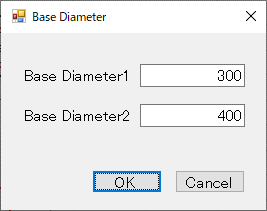 Base Diameter
Base Diameter1 300
Base Diameter2 400
OK Cancel